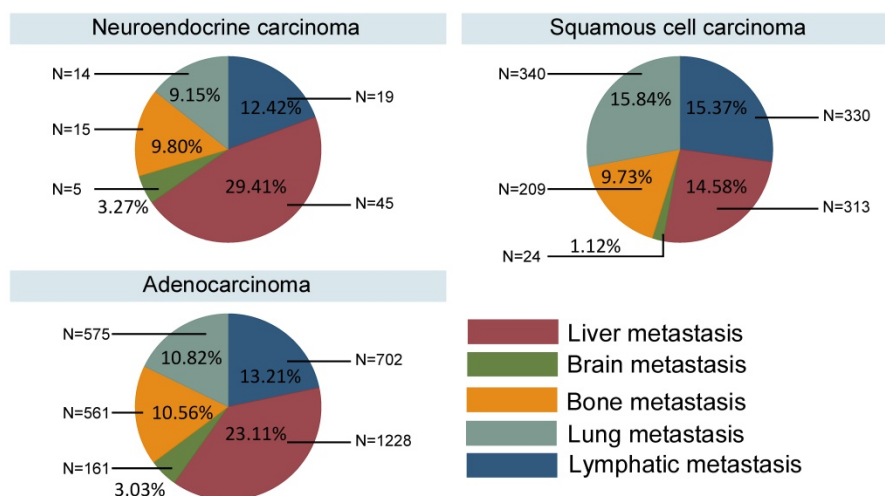 Neuroendocrine carcinoma
N=14
9.15%
12.42%
N=19
N=15
9.80%
N=5
3.27%
29.41%
N=45
Squamous cell carcinoma
N=340
15.84%
15.37%
N=330
N=209
9.73%
14.58%
N=313
N=24
1.12%
Adenocarcinoma
N=575
10.82%
13.21%
N=702
N=561
10.56%
23.11%
N=1228
N=161
3.03%
Liver metastasis
Brain metastasis
Bone metastasis
Lung metastasis
Lymphatic metastasis